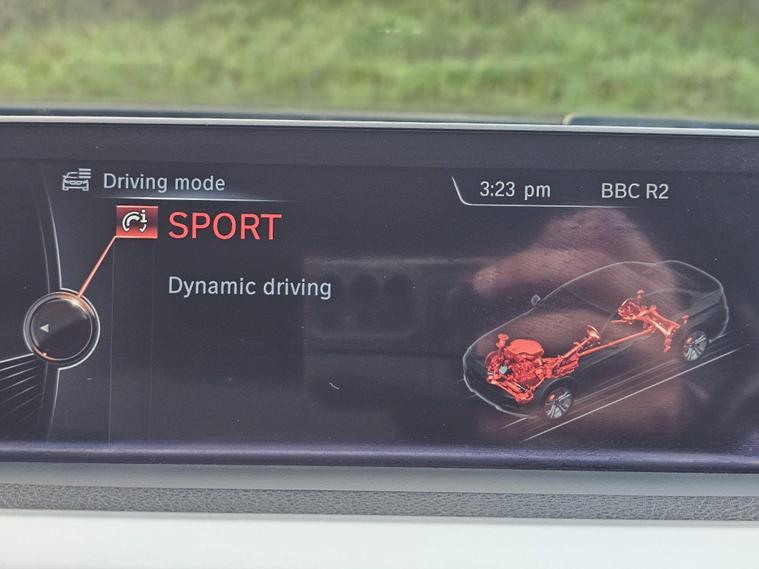 Driving mode
3:23 pm BBC R2
SPORT
Dynamic driving